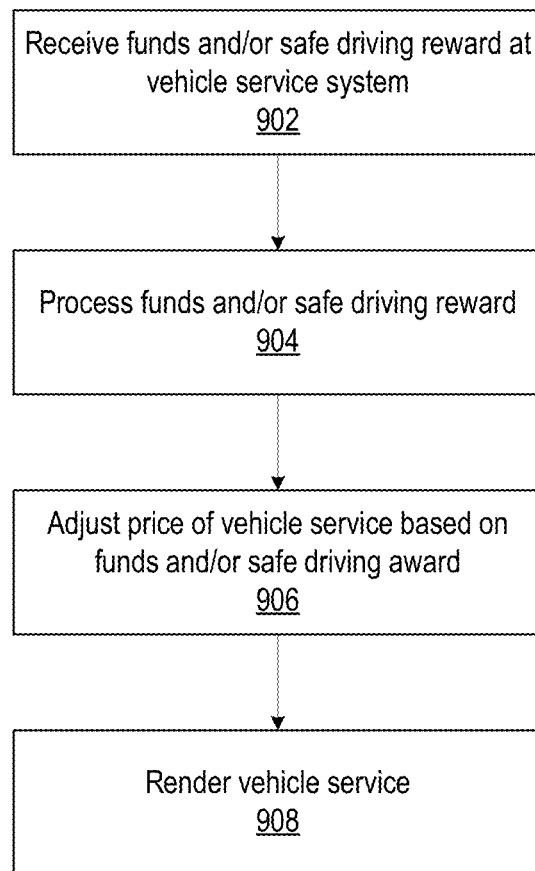 Receive funds and/or safe driving reward at
vehicle service system
902
Process funds and/or safe driving reward
904
Adjust price of vehicle service based on
funds and/or safe driving award
906
Render vehicle service
908